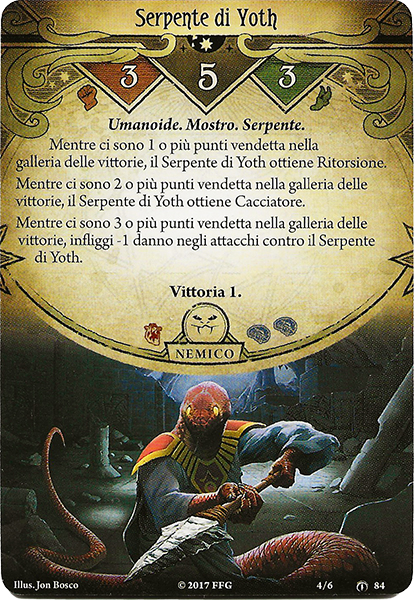 Serpente di Yoth
3 5 3
Umanoide. Mostro. Serpente.
Mentre ci sono 1 o più punti vendetta nella
galleria delle vittorie, il Serpente di Yoth ottiene Ritorsione.
Mentre ci sono 2 o più punti vendetta nella galleria delle
vittorie, il Serpente di Yoth ottiene Cacciatore.
Mentre ci sono 3 o più punti vendetta nella galleria delle
vittorie, infliggi -1 danno negli attacchi contro il Serpente
di Yoth.
Vittoria 1.
NEMICO
Illus. Jon Bosco © 2017 FFG 4/6 84